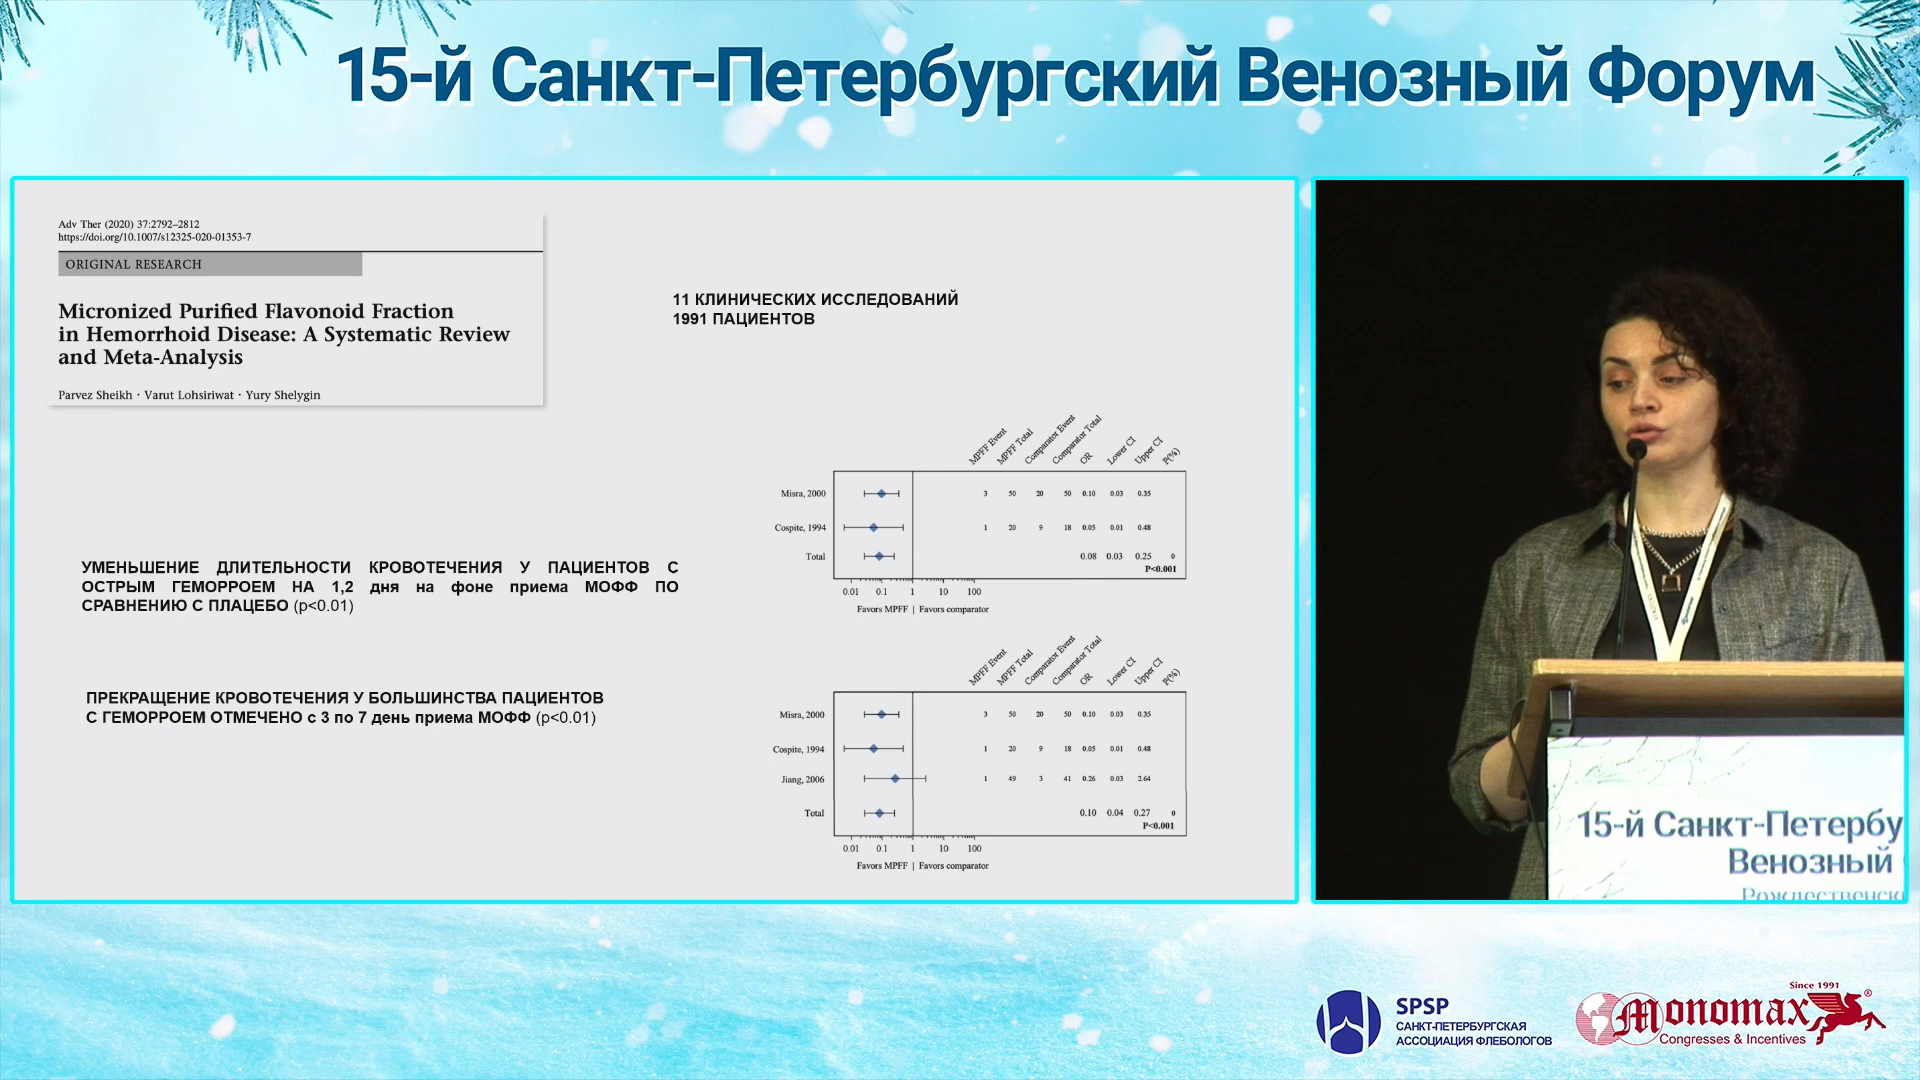 15-й Санкт-Петербургский Венозный Форум
Adv Ther (2020) 37:2792–2812
https://doi.org/10.1007/s12325-020-01353-7
ORIGINAL RESEARCH
Micronized Purified Flavonoid Fraction
in Hemorrhoid Disease: A Systematic Review
and Meta-Analysis
Parvez Sheikh · Varut Lohsiriwat · Yury Shelygin
11 КЛИНИЧЕСКИХ ИССЛЕДОВАНИЙ
1991 ПАЦИЕНТОВ
УМЕНЬШЕНИЕ ДЛИТЕЛЬНОСТИ КРОВОТЕЧЕНИЯ У ПАЦИЕНТОВ С
ОСТРЫМ ГЕМОРРОЕМ НА 1,2 дня на фоне приема МОФФ ПО
СРАВНЕНИЮ С ПЛАЦЕБО (p<0.01)
ПРЕКРАЩЕНИЕ КРОВОТЕЧЕНИЯ У БОЛЬШИНСТВА ПАЦИЕНТОВ
С ГЕМОРРОЕМ ОТМЕЧЕНО с 3 по 7 день приема МОФФ (p<0.01)
MPFF Event MPFF Total Comparator Event Comparator Total OR Lower CI Upper CI I²(%)
Misra, 2000 3 50 20 50 0.10 0.03 0.35
Cospite, 1994 1 20 9 18 0.05 0.01 0.48
Total 0.08 0.03 0.25 0
P<0.001
0.01 0.1 1 10 100
Favors MPFF | Favors comparator
MPFF Event MPFF Total Comparator Event Comparator Total OR Lower CI Upper CI I²(%)
Misra, 2000 3 50 20 50 0.10 0.03 0.35
Cospite, 1994 1 20 9 18 0.05 0.01 0.48
Jiang, 2006 1 49 3 41 0.26 0.03 2.64
Total 0.10 0.04 0.27 0
P<0.001
0.01 0.1 1 10 100
Favors MPFF | Favors comparator
15-й Санкт-Петербу
Венозный
Рождественск
SPSP
САНКТ-ПЕТЕРБУРГСКАЯ
АССОЦИАЦИЯ ФЛЕБОЛОГОВ
Since 1991
Monomax®
Congresses & Incentives